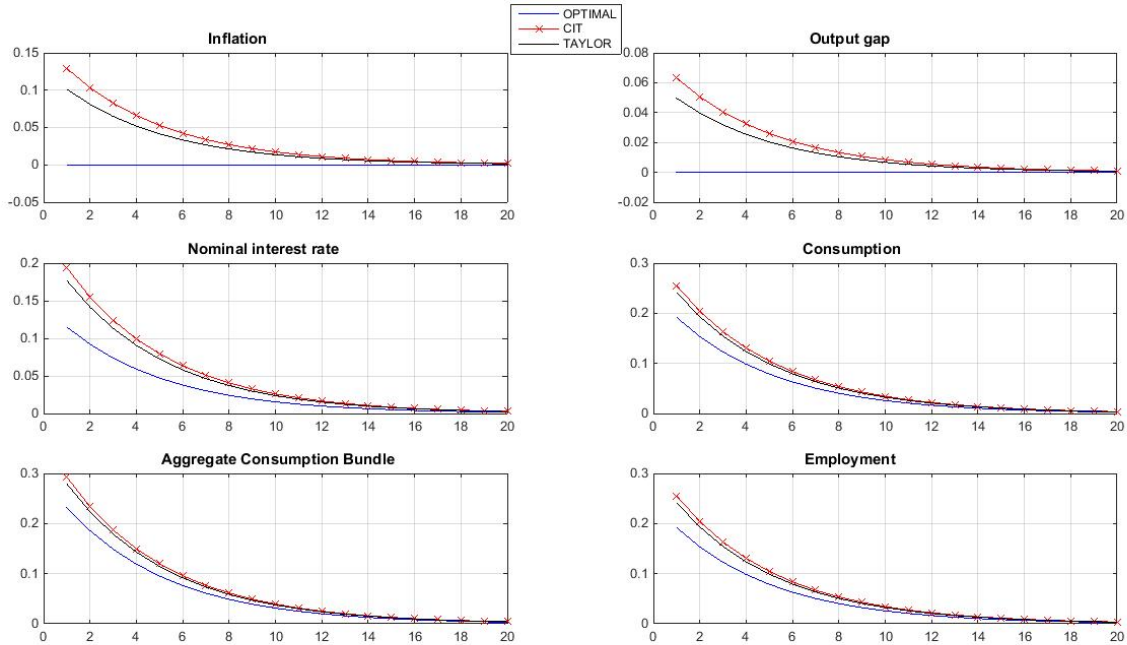 OPTIMAL
CIT
TAYLOR
Inflation
0.15
0.1
0.05
0
-0.05
0 2 4 6 8 10 12 14 16 18 20
Output gap
0.08
0.06
0.04
0.02
0
-0.02
0 2 4 6 8 10 12 14 16 18 20
Nominal interest rate
0.2
0.15
0.1
0.05
0
0 2 4 6 8 10 12 14 16 18 20
Consumption
0.3
0.2
0.1
0
0 2 4 6 8 10 12 14 16 18 20
Aggregate Consumption Bundle
0.3
0.2
0.1
0
0 2 4 6 8 10 12 14 16 18 20
Employment
0.3
0.2
0.1
0
0 2 4 6 8 10 12 14 16 18 20